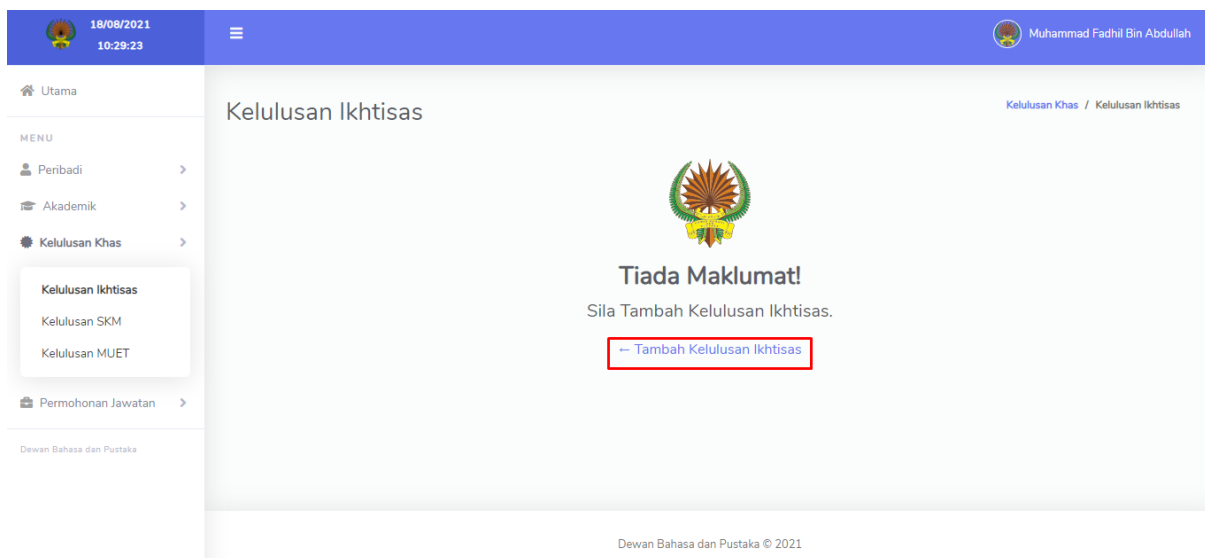 18/08/2021
10:29:23
Muhammad Fadhil Bin Abdullah
Utama
MENU
Peribadi
Akademik
Kelulusan Khas
Kelulusan Ikhtisas
Kelulusan SKM
Kelulusan MUET
Permohonan Jawatan
Dewan Bahasa dan Pustaka
Kelulusan Ikhtisas
Kelulusan Khas / Kelulusan Ikhtisas
Tiada Maklumat!
Sila Tambah Kelulusan Ikhtisas.
← Tambah Kelulusan Ikhtisas
Dewan Bahasa dan Pustaka © 2021